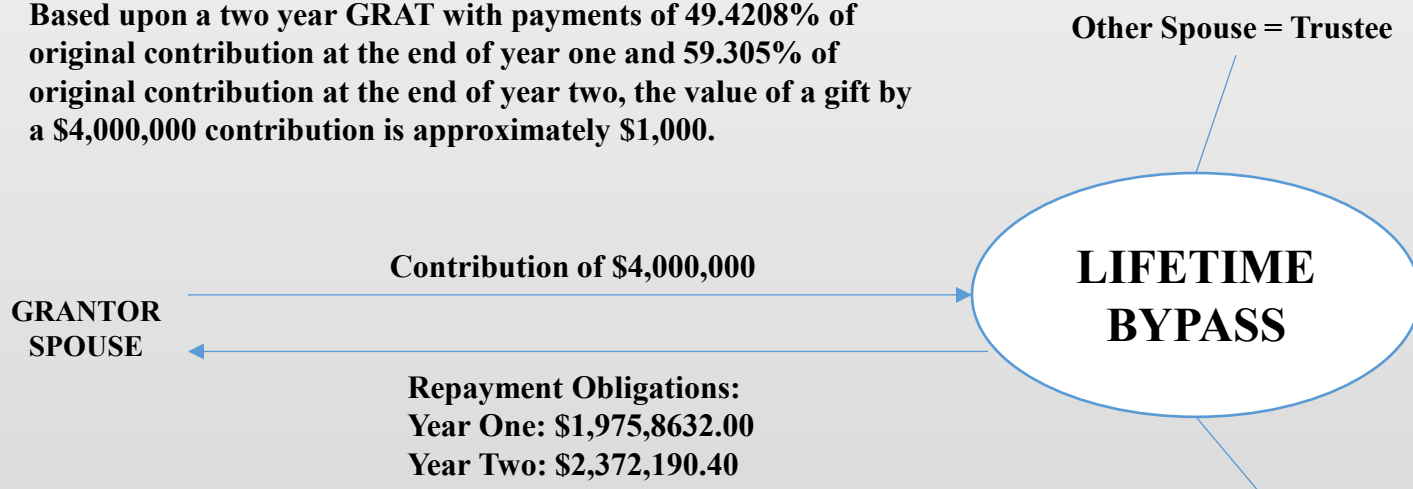 Based upon a two year GRAT with payments of 49.4208% of
original contribution at the end of year one and 59.305% of
original contribution at the end of year two, the value of a gift by
a $4,000,000 contribution is approximately $1,000.
Other Spouse = Trustee
Contribution of $4,000,000
GRANTOR
SPOUSE
LIFETIME
BYPASS
Repayment Obligations:
Year One: $1,975,8632.00
Year Two: $2,372,190.40